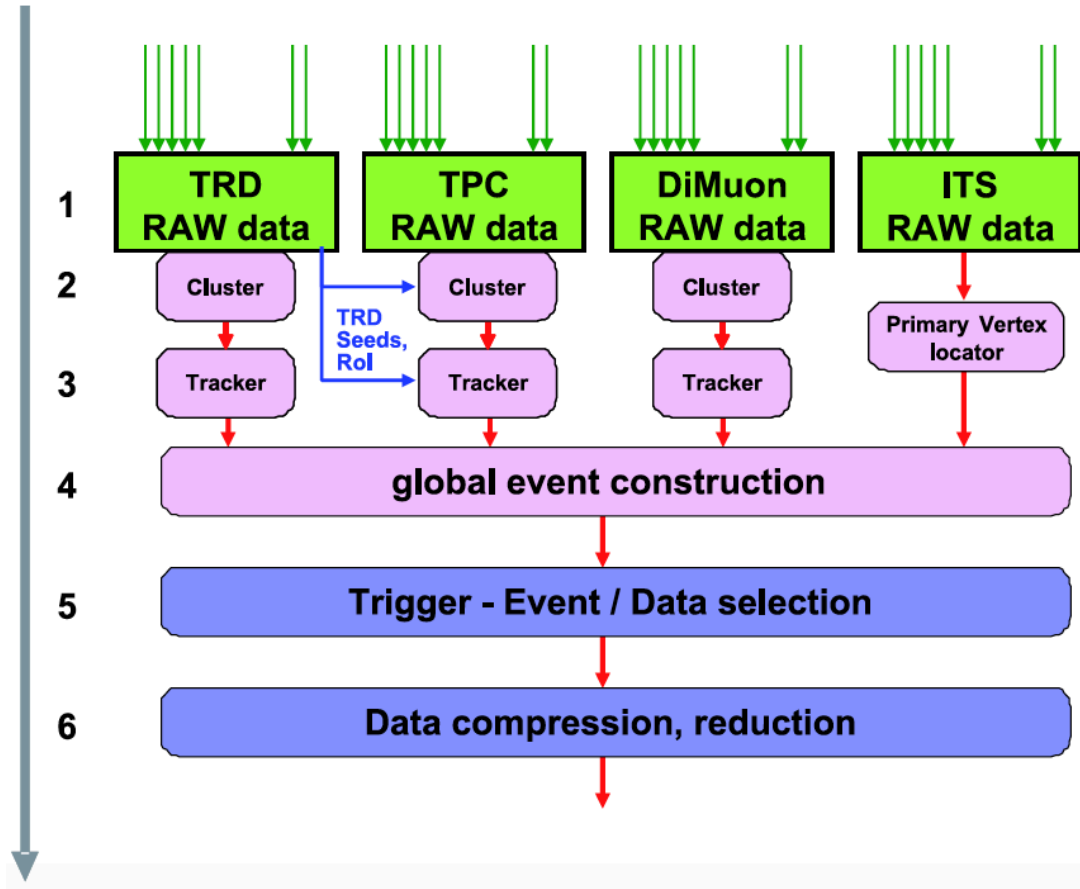 1
TRD
RAW data
TPC
RAW data
DiMuon
RAW data
ITS
RAW data
2
Cluster
Cluster
Cluster
TRD
Seeds,
RoI
Primary Vertex
locator
3
Tracker
Tracker
Tracker
4
global event construction
5
Trigger - Event / Data selection
6
Data compression, reduction